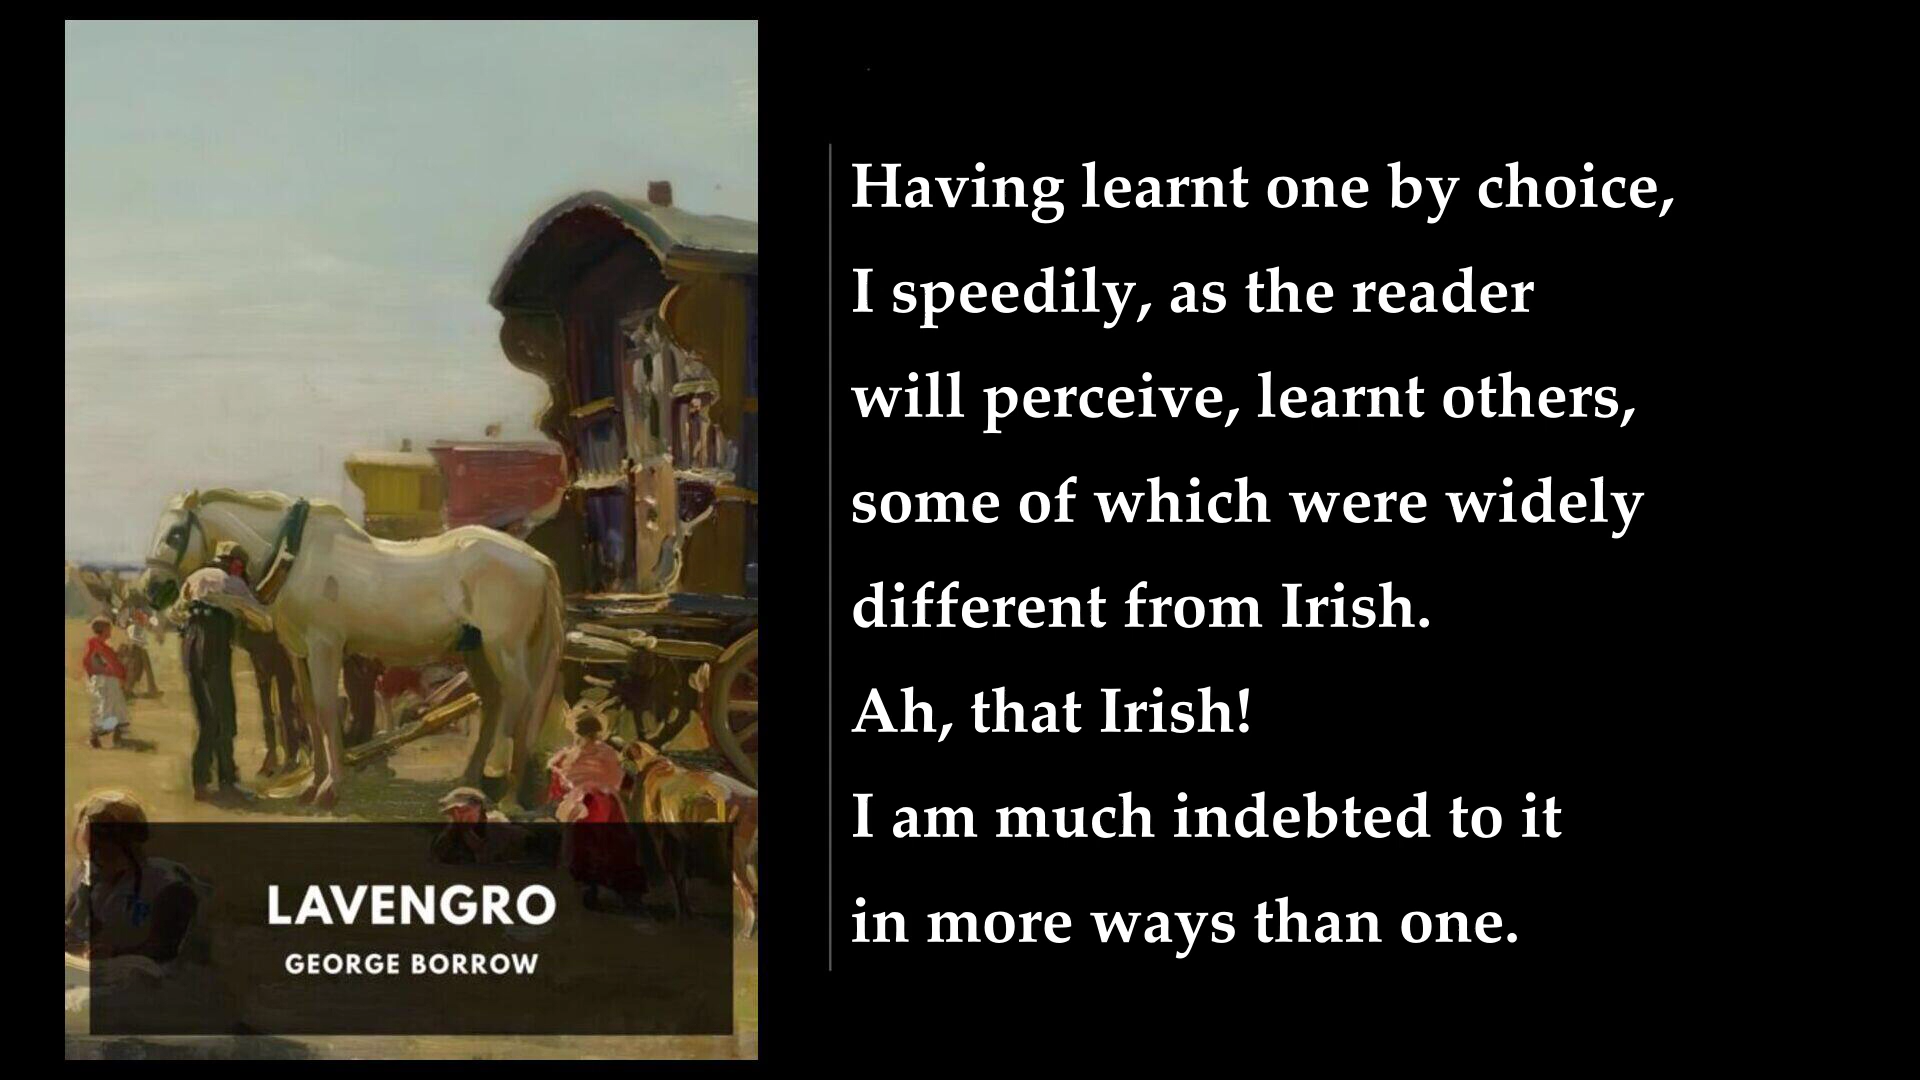 LAVENGRO
GEORGE BORROW
Having learnt one by choice,
I speedily, as the reader
will perceive, learnt others,
some of which were widely
different from Irish.
Ah, that Irish!
I am much indebted to it
in more ways than one.